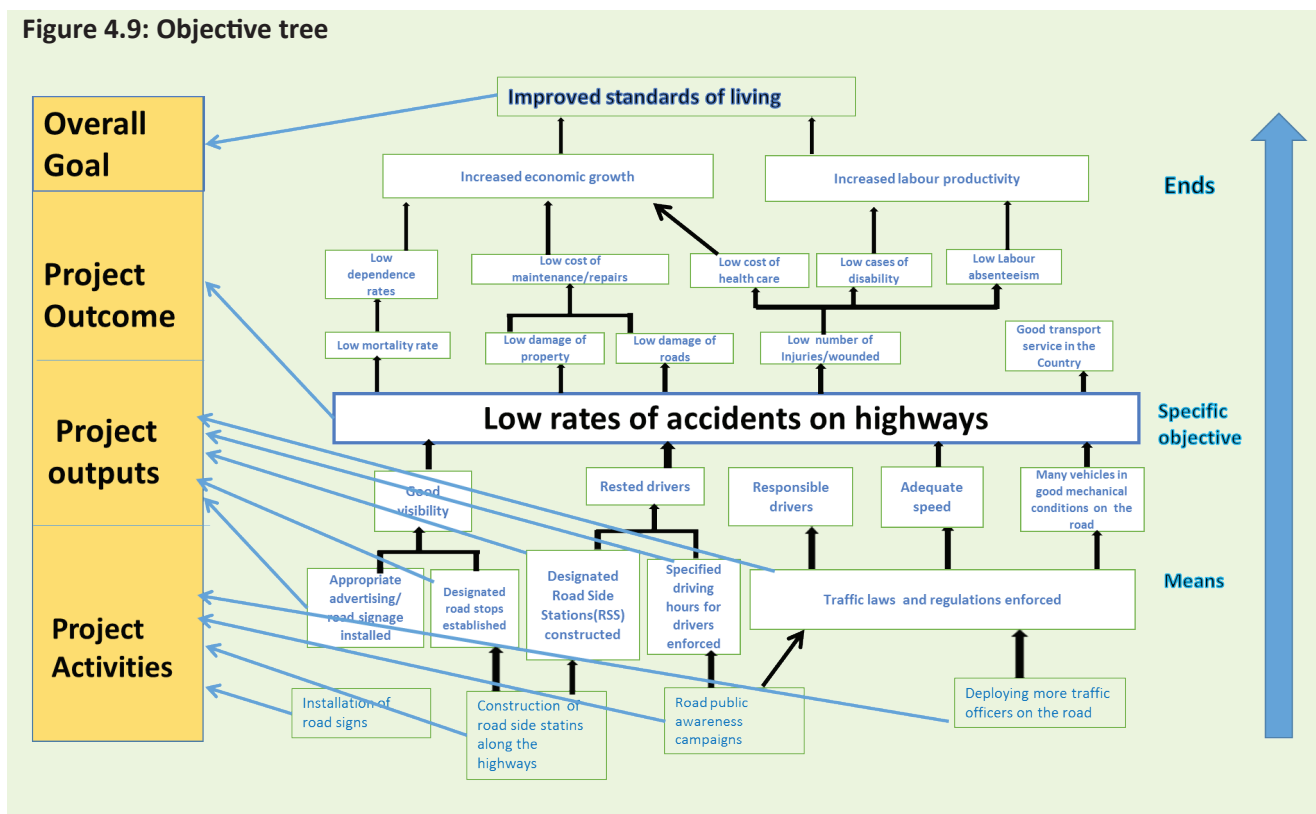 Figure 4.9: Objective tree
Improved standards of living
Overall
Goal
Increased economic growth
Increased labour productivity
Ends
Project
Outcome
Low
dependence
rates
Low cost of
maintenance/repairs
Low cost of
health care
Low cases of
disability
Low Labour
absenteeism
Low mortality rate
Low damage of
property
Low damage of
roads
Low number of
Injuries/wounded
Good transport
service in the
Country
Low rates of accidents on highways
Specific
objective
Project
outputs
Good
visibility
Rested drivers
Responsible
drivers
Adequate
speed
Many vehicles in
good mechanical
conditions on the
road
Means
Appropriate
advertising/
road signage
installed
Designated
road stops
established
Designated
Road Side
Stations(RSS)
constructed
Specified
driving
hours for
drivers
enforced
Traffic laws and regulations enforced
Project
Activities
Installation of
road signs
Construction of
road side statins
along the
highways
Road public
awareness
campaigns
Deploying more traffic
officers on the road